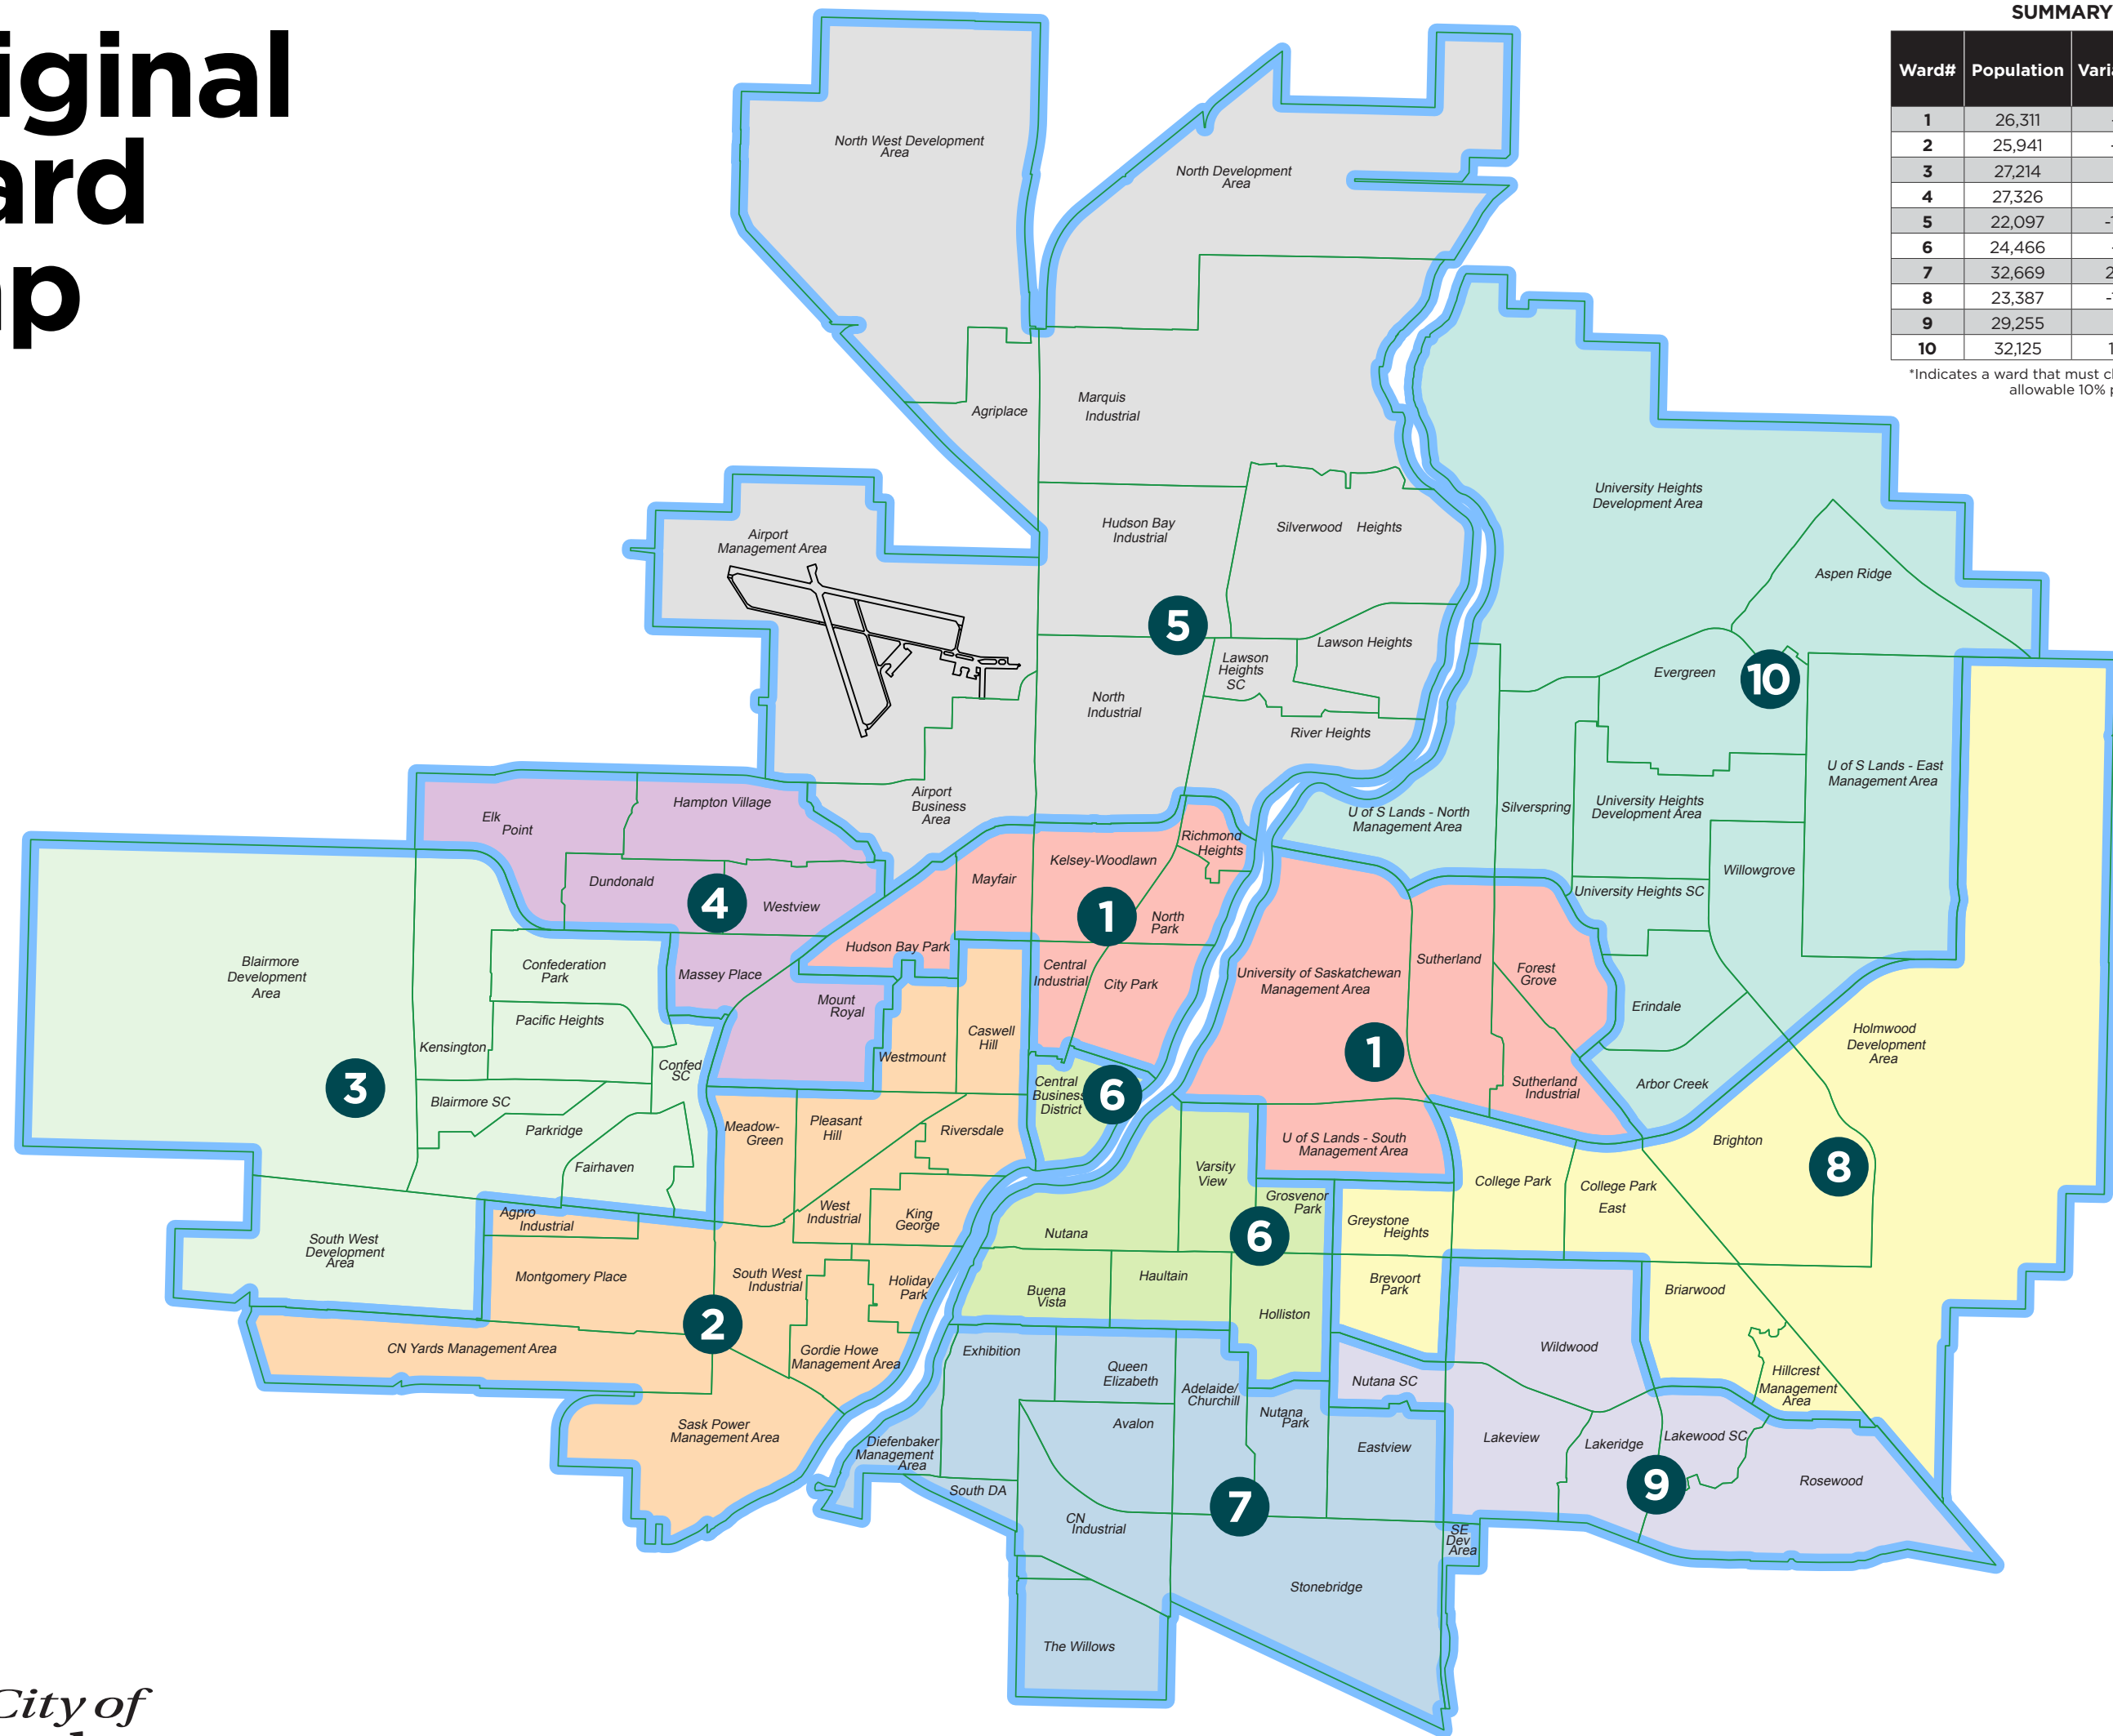 iginal
ard
ap
SUMMARY
Ward# Population Varia
1 26,311 -
2 25,941 -
3 27,214
4 27,326
5 22,097 -1
6 24,466 -
7 32,669 2
8 23,387 -1
9 29,255
10 32,125 1
*Indicates a ward that must c
allowable 10% p
North West Development
Area
North Development
Area
Agriplace
Marquis
Industrial
University Heights
Development Area
Airport
Management Area
Hudson Bay
Industrial
Silverwood Heights
Aspen Ridge
5
Lawson Heights
Lawson
Heights
SC
Evergreen
10
North
Industrial
River Heights
U of S Lands - East
Management Area
Elk
Point
Hampton Village
Airport
Business
Area
U of S Lands - North
Management Area
Silverspring
University Heights
Development Area
Richmond
Heights
Kelsey-Woodlawn
Mayfair
Dundonald
4
Westview
1
North
Park
Willowgrove
University Heights SC
Hudson Bay Park
Blairmore
Development
Area
Confederation
Park
Massey Place
Mount
Royal
Central
Industrial
City Park
University of Saskatchewan
Management Area
Sutherland
Forest
Grove
Erindale
Pacific Heights
Kensington
Confed
SC
Westmount
Caswell
Hill
1
Holmwood
Development
Area
3
Blairmore SC
Central
Business
District
6
Sutherland
Industrial
Arbor Creek
Parkridge
Meadow-
Green
Pleasant
Hill
Riversdale
U of S Lands - South
Management Area
Brighton
8
Fairhaven
Varsity
View
College Park
College Park
East
Agpro
Industrial
West
Industrial
King
George
Grosvenor
Park
Greystone
Heights
South West
Development
Area
Nutana
6
Montgomery Place
South West
Industrial
Holiday
Park
Buena
Vista
Haultain
Brevoort
Park
Briarwood
Holliston
2
CN Yards Management Area
Gordie Howe
Management Area
Exhibition
Queen
Elizabeth
Wildwood
Adelaide/
Churchill
Nutana SC
Hillcrest
Management
Area
Sask Power
Management Area
Avalon
Nutana
Park
Diefenbaker
Management
Area
Eastview
Lakeview
Lakeridge
Lakewood SC
South DA
9
Rosewood
7
CN
Industrial
SE
Dev
Area
Stonebridge
The Willows
City of